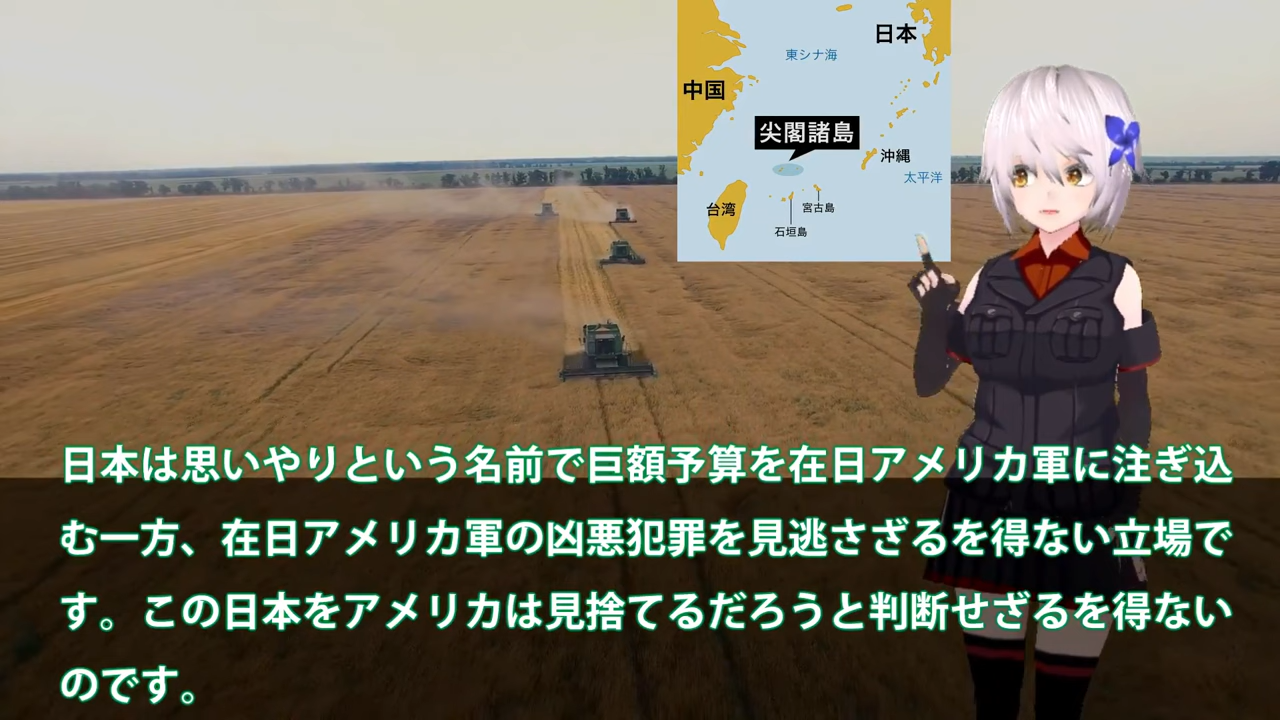 日本
東シナ海
中国
尖閣諸島
沖縄
太平洋
台湾
宮古島
石垣島
日本は思いやりという名前で巨額予算を在日アメリカ軍に注ぎ込
む一方、在日アメリカ軍の凶悪犯罪を見逃さざるを得ない立場で
す。この日本をアメリカは見捨てるだろうと判断せざるを得ない
のです。